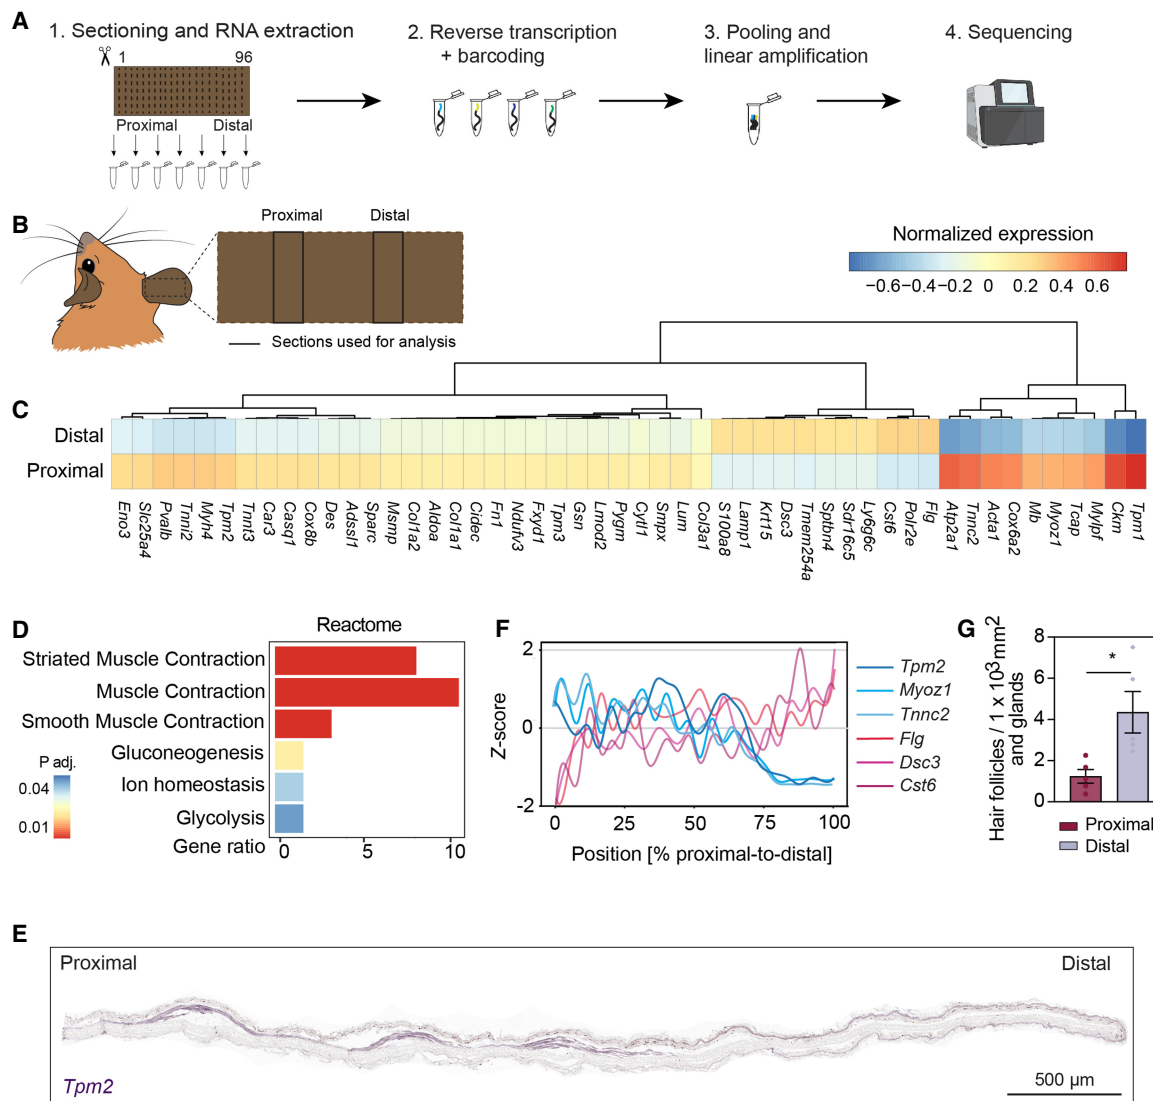 A
1. Sectioning and RNA extraction
1
96
Proximal
Distal
2. Reverse transcription
+ barcoding
3. Pooling and
linear amplification
4. Sequencing
B
Proximal
Distal
Sections used for analysis
Normalized expression
−0.6
−0.4
−0.2
0
0.2
0.4
0.6
C
Distal
Proximal
Eno3
Slc25a4
Pvalb
Tnni2
Myh4
Tpm2
Tnnt3
Car3
Casq1
Cox8b
Des
Adssl1
Sparc
Msmp
Col1a2
Aldoa
Col1a1
Cidec
Fn1
Ndufv3
Fxyd1
Tpm3
Gsn
Lmod2
Pygm
Cytl1
Smpx
Lum
Col3a1
S100a8
Lamp1
Krt15
Dsc3
Tmem254a
Sptbn4
Sdr16c5
Ly6g6c
Cst6
Polr2e
Flg
Atp2a1
Tnnc2
Acta1
Cox6a2
Mb
Myoz1
Tcap
Mylpf
Ckm
Tpm1
D
Reactome
Striated Muscle Contraction
Muscle Contraction
Smooth Muscle Contraction
Gluconeogenesis
Ion homeostasis
Glycolysis
Gene ratio
0
5
10
P adj.
0.04
0.01
F
Z-score
2
0
-2
0
25
50
75
100
Position [% proximal-to-distal]
Tpm2
Myoz1
Tnnc2
Flg
Dsc3
Cst6
G
Hair follicles / 1 x 10³mm²
and glands
8
6
4
2
0
*
Proximal
Distal
E
Proximal
Distal
Tpm2
500 µm